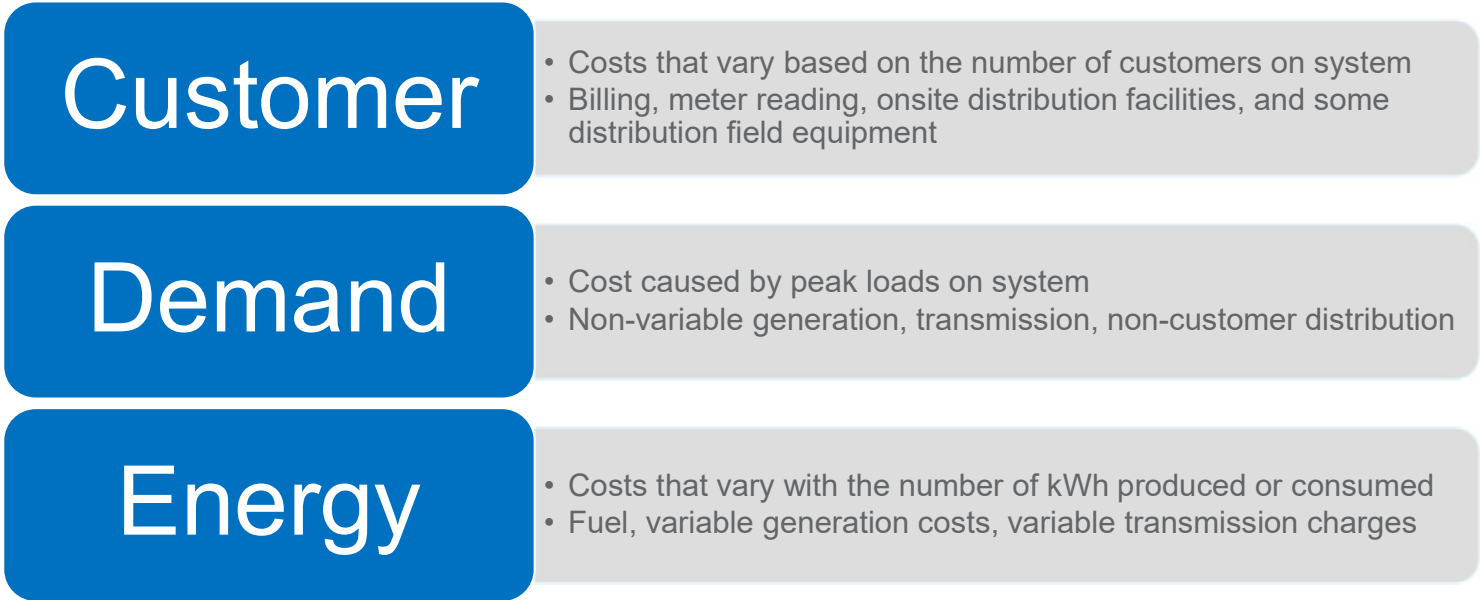 Customer
• Costs that vary based on the number of customers on system
• Billing, meter reading, onsite distribution facilities, and some
distribution field equipment
Demand
• Cost caused by peak loads on system
• Non-variable generation, transmission, non-customer distribution
Energy
• Costs that vary with the number of kWh produced or consumed
• Fuel, variable generation costs, variable transmission charges